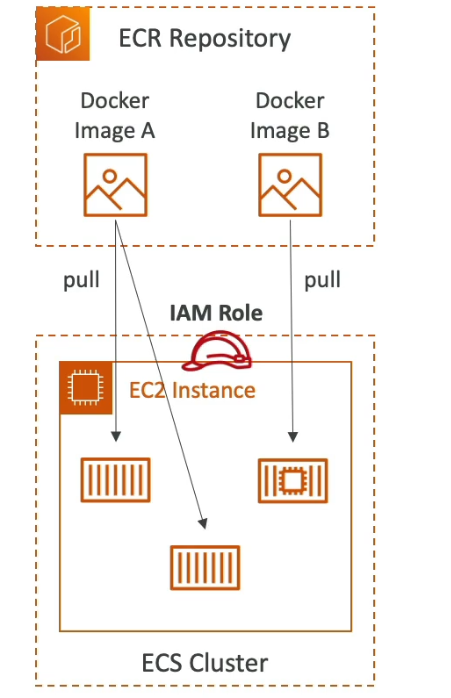 ECR Repository
Docker
Image A
Docker
Image B
pull
pull
IAM Role
EC2 Instance
ECS Cluster